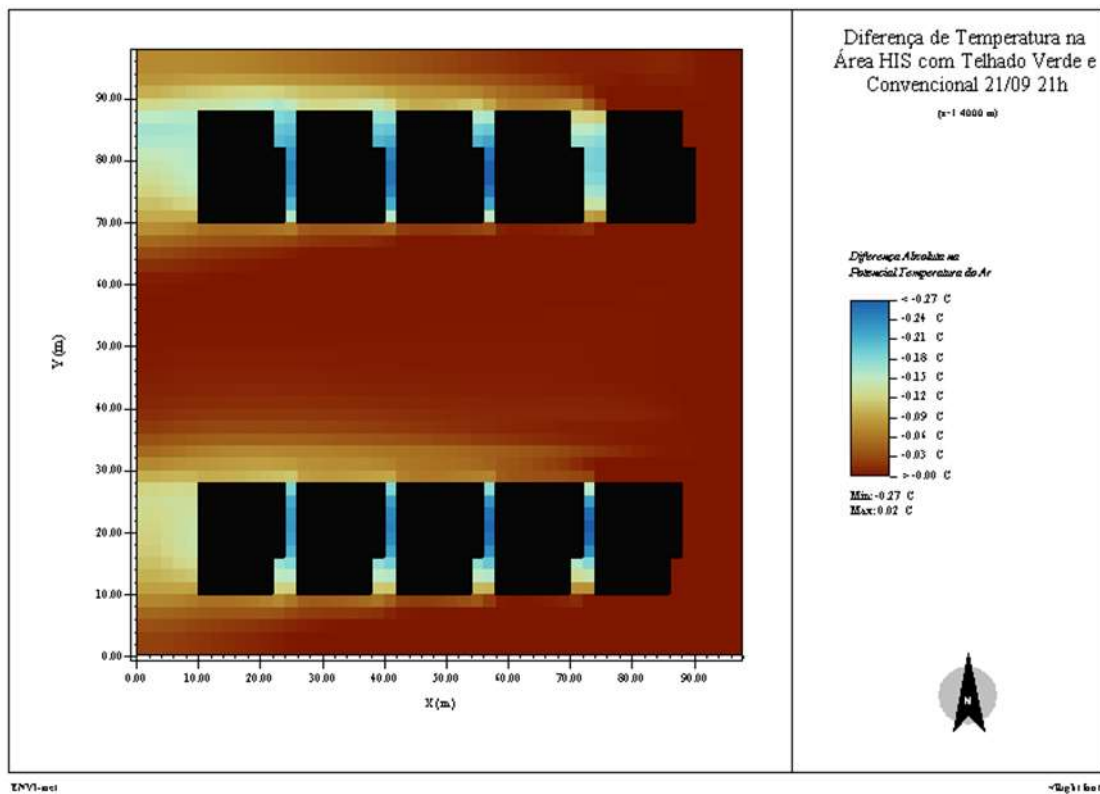 Diferença de Temperatura na
Área HIS com Telhado Verde e
Convencional 21/09 21h
(z=1.4000 m)
90.00
80.00
70.00
60.00
50.00
40.00
30.00
20.00
10.00
0.00
Y (m)
0.00 10.00 20.00 30.00 40.00 50.00 60.00 70.00 80.00 90.00
X (m)
Diferença Absoluta na
Potencial Temperatura do Ar
< -0.27 C
-0.24 C
-0.21 C
-0.18 C
-0.15 C
-0.12 C
-0.09 C
-0.06 C
-0.03 C
> -0.00 C
Min: -0.27 C
Max: 0.02 C
N
ENVI-met
<Right foot